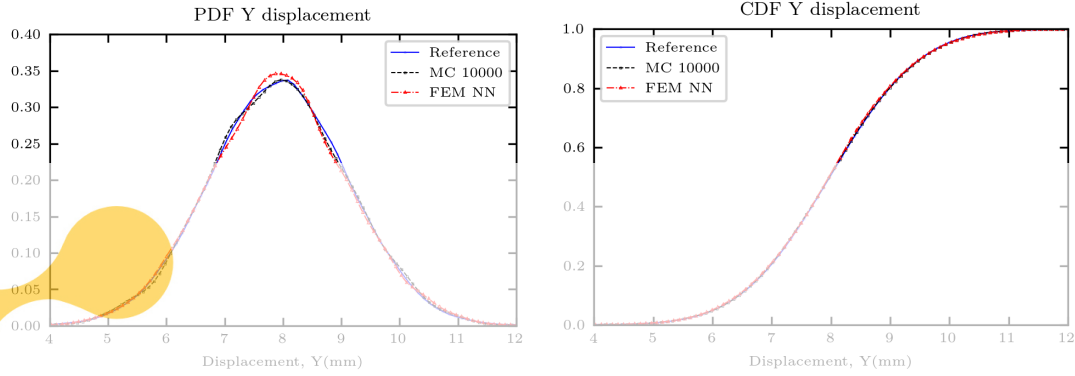 PDF Y displacement
0.40
0.35
0.30
0.25
0.20
0.15
0.10
0.05
0.00
4 5 6 7 8 9 10 11 12
Displacement, Y(mm)
Reference
MC 10000
FEM NN
CDF Y displacement
1.0
0.8
0.6
0.4
0.2
0.0
4 5 6 7 8 9 10 11 12
Displacement, Y(mm)
Reference
MC 10000
FEM NN